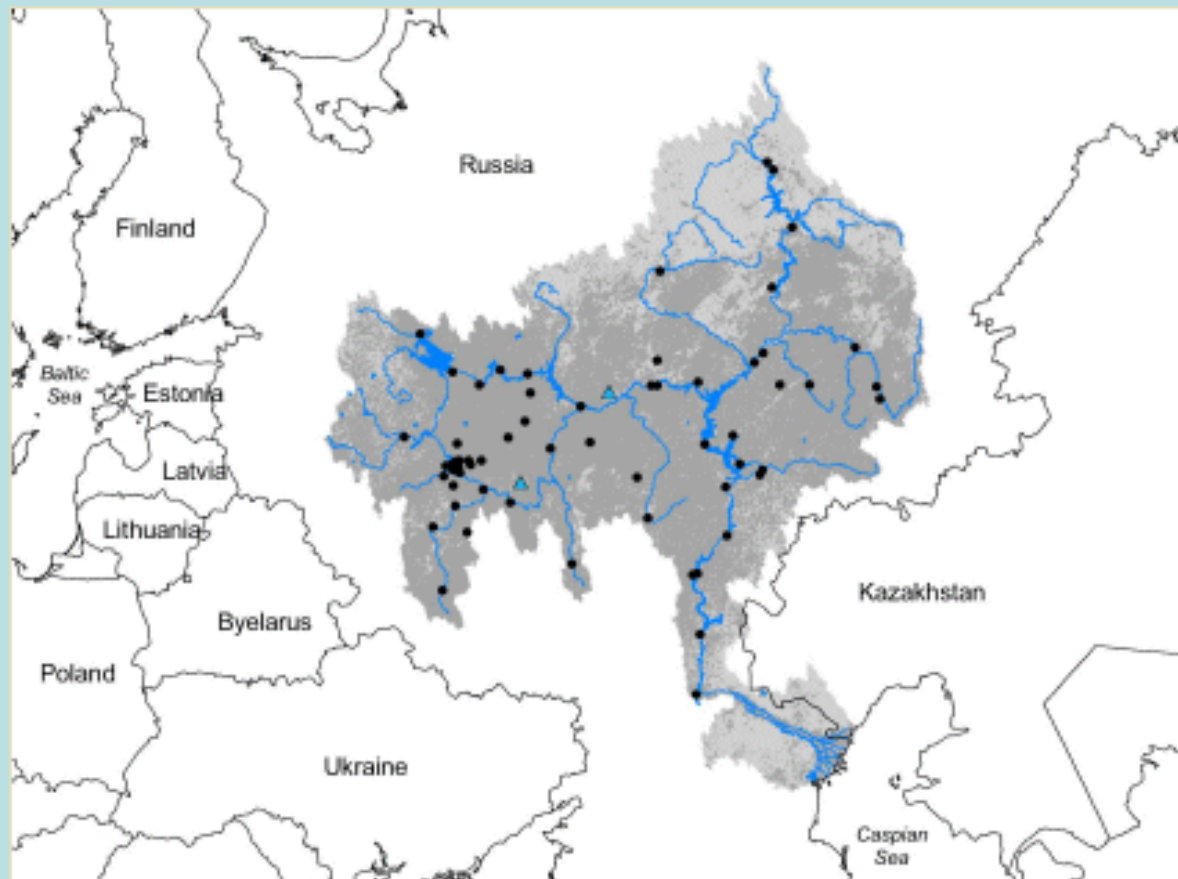 Russia
Finland
Baltic
Sea
Estonia
Latvia
Lithuania
Kazakhstan
Byelarus
Poland
Ukraine
Caspian
Sea